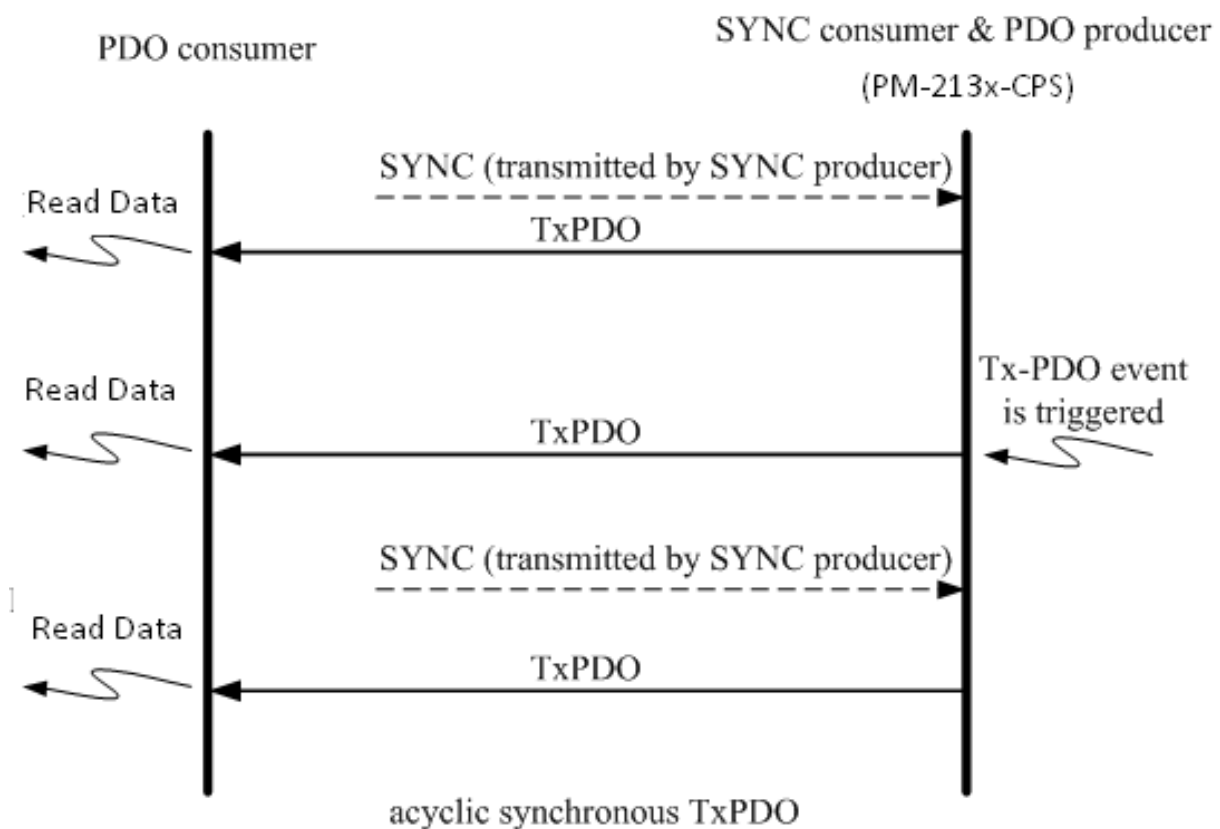 PDO consumer
SYNC consumer & PDO producer
(PM-213x-CPS)
SYNC (transmitted by SYNC producer)
Read Data
TxPDO
Tx-PDO event
is triggered
Read Data
TxPDO
SYNC (transmitted by SYNC producer)
Read Data
TxPDO
acyclic synchronous TxPDO